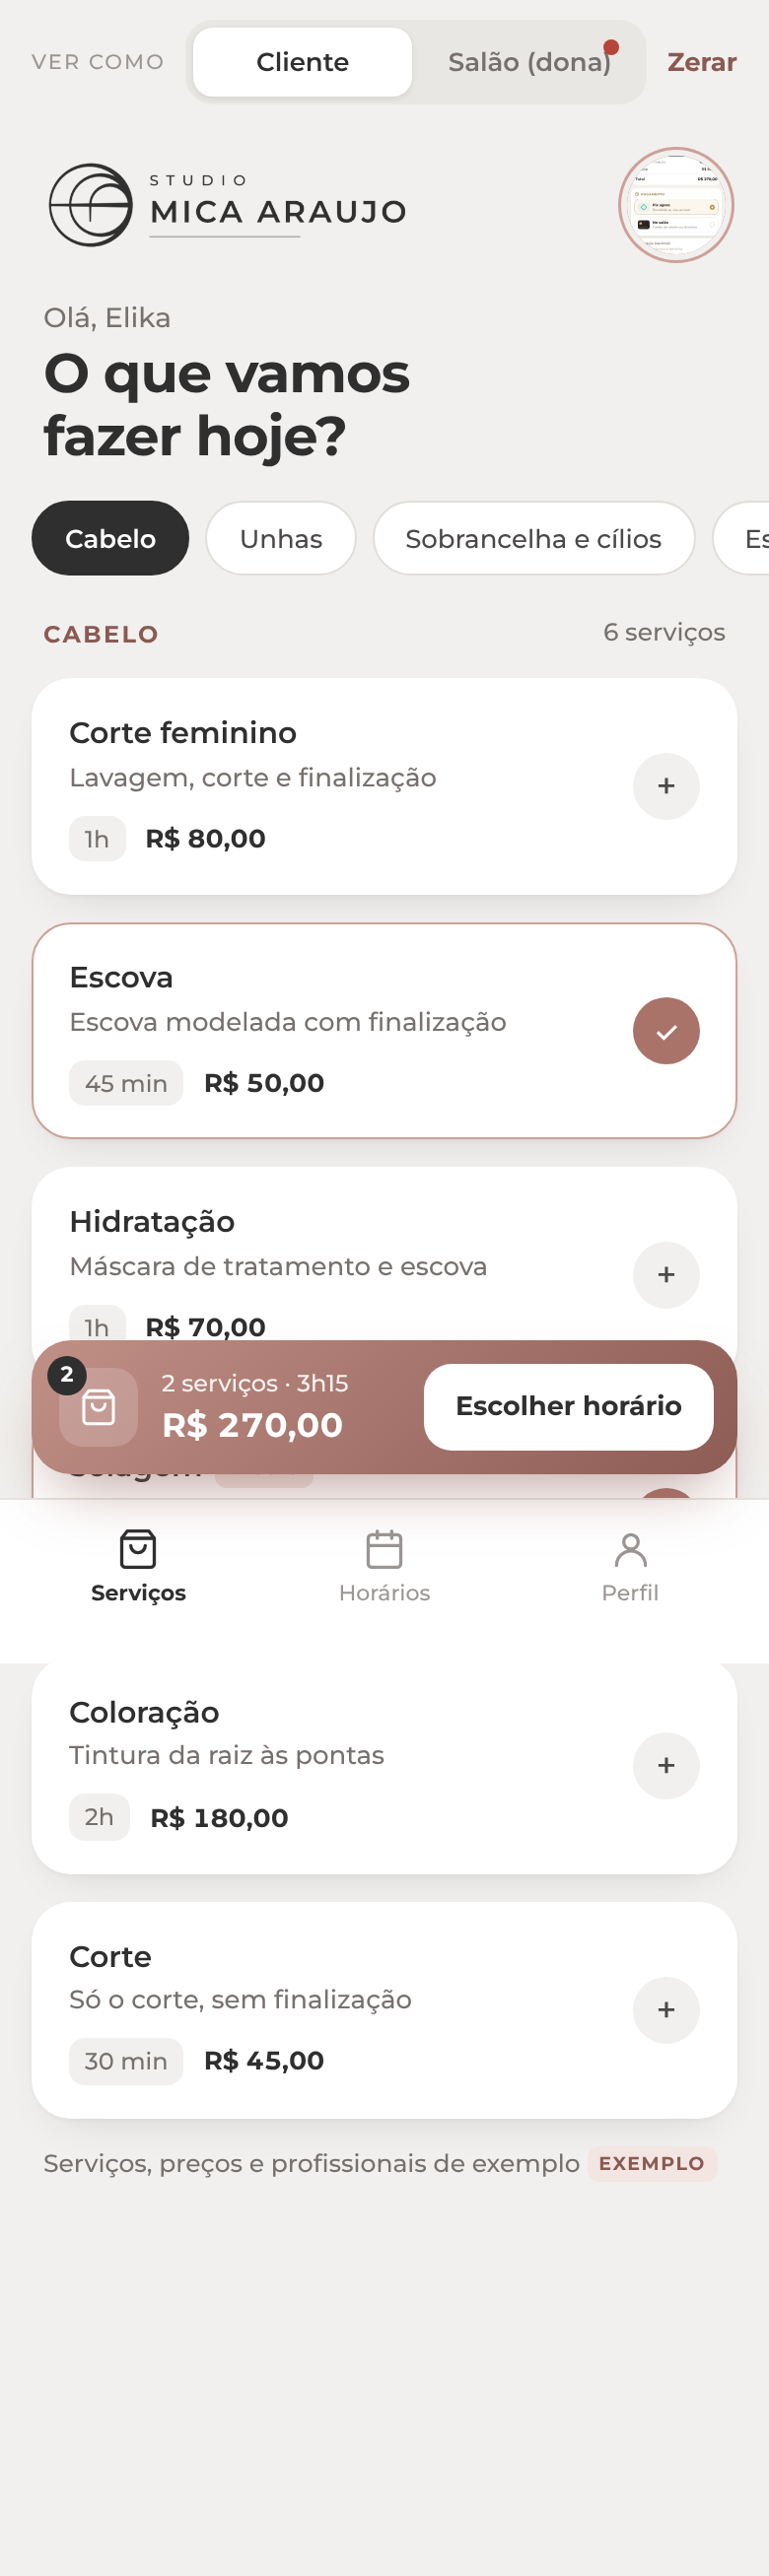 VER COMO
Cliente
Salão (dona)
Zerar
STUDIO
MICA ARAUJO
Olá, Elika
O que vamos
fazer hoje?
Cabelo
Unhas
Sobrancelha e cílios
CABELO
6 serviços
Corte feminino
Lavagem, corte e finalização
+
1h
R$ 80,00
Escova
Escova modelada com finalização
45 min
R$ 50,00
Hidratação
Máscara de tratamento e escova
+
1h
R$ 70,00
2
2 serviços · 3h15
R$ 270,00
Escolher horário
Serviços
Horários
Perfil
Coloração
Tintura da raiz às pontas
+
2h
R$ 180,00
Corte
Só o corte, sem finalização
+
30 min
R$ 45,00
Serviços, preços e profissionais de exemplo
EXEMPLO